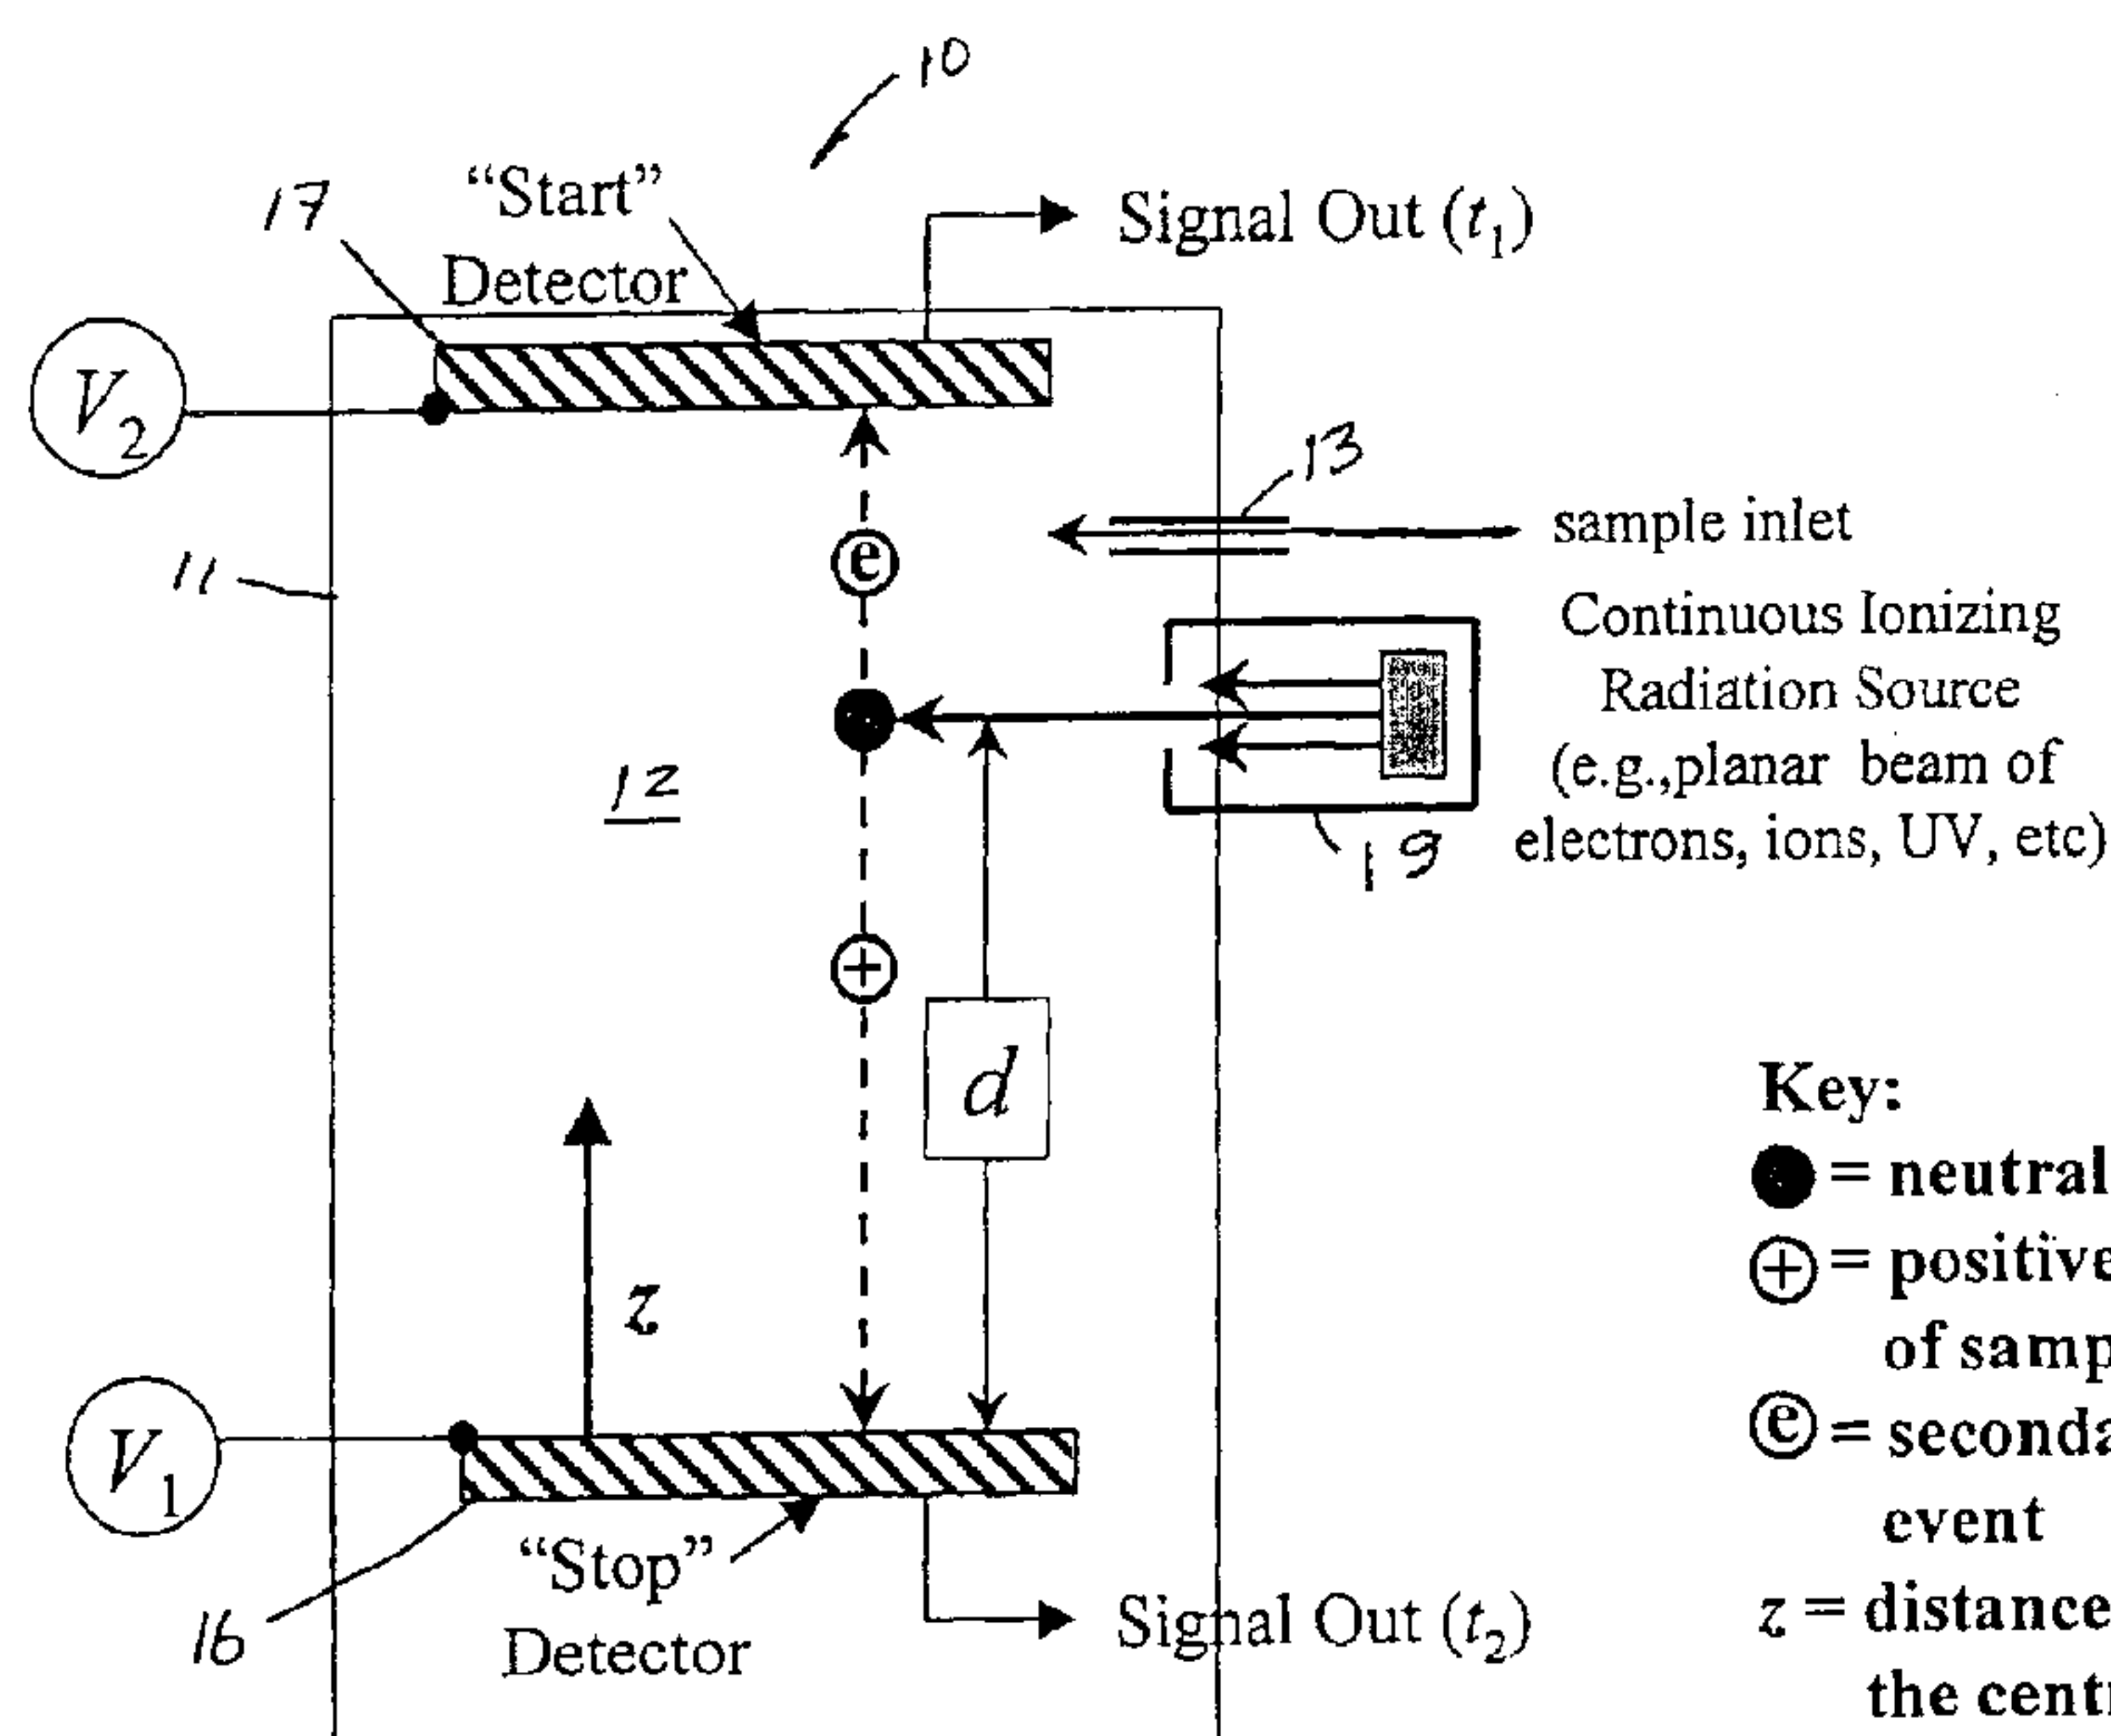 10
17
“Start”
Detector
Signal Out (t1)
V2
13
sample inlet
11
e
Continuous Ionizing
Radiation Source
(e.g.,planar beam of
electrons, ions, UV, etc)
12
19
+
d
z
Key:
= neutral
+ = positive
of samp
e = seconda
event
z = distance
the centr
V1
“Stop”
Detector
16
Signal Out (t2)